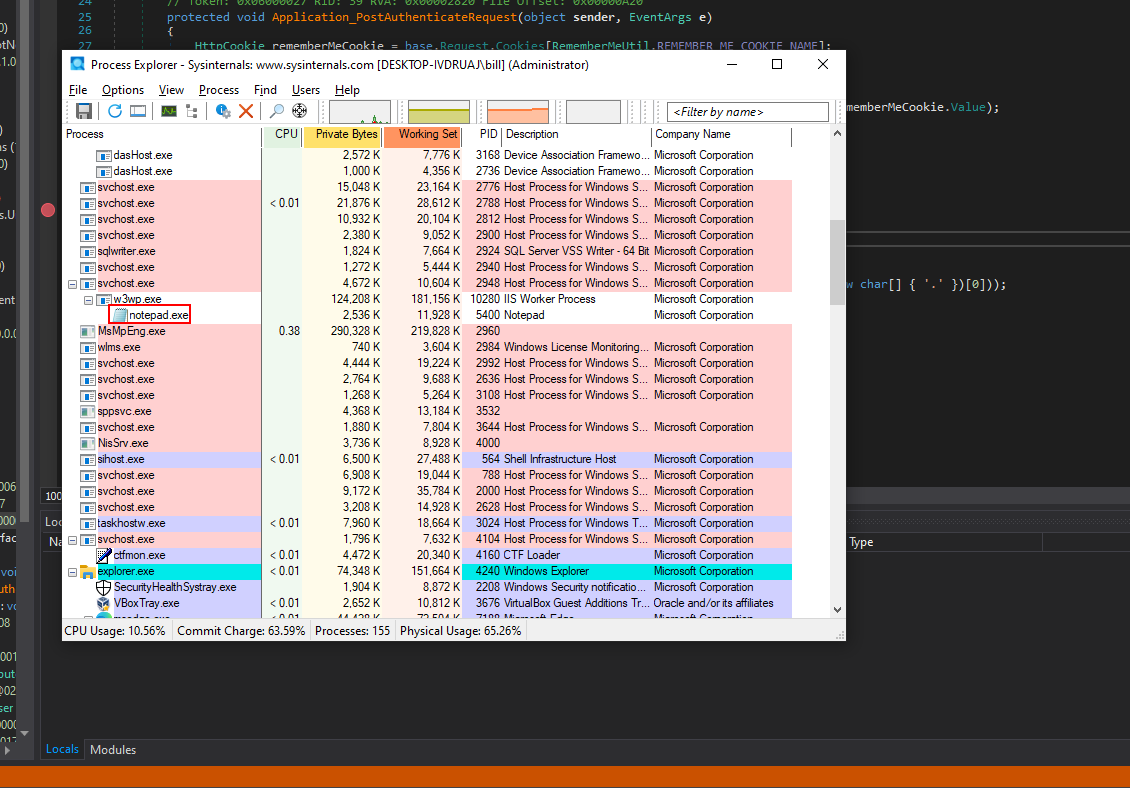 24 // Token: 0x06000027 RID: 39 RVA: 0x00002820 File Offset: 0x00000A20
25 protected void Application_PostAuthenticateRequest(object sender, EventArgs e)
26 {
27 HttpCookie rememberMeCookie = base.Request.Cookies[RememberMeUtil.REMEMBER_ME_COOKIE_NAME];
Process Explorer - Sysinternals: www.sysinternals.com [DESKTOP-IVDRUAJ\bill] (Administrator)
File Options View Process Find Users Help
<Filter by name>
memberMeCookie.Value);
Process CPU Private Bytes Working Set PID Description Company Name
dasHost.exe 2,572 K 7,776 K 3168 Device Association Framewo... Microsoft Corporation
dasHost.exe 1,000 K 4,356 K 2736 Device Association Framewo... Microsoft Corporation
svchost.exe 15,048 K 23,164 K 2776 Host Process for Windows S... Microsoft Corporation
svchost.exe < 0.01 21,876 K 28,612 K 2788 Host Process for Windows S... Microsoft Corporation
svchost.exe 10,932 K 20,104 K 2812 Host Process for Windows S... Microsoft Corporation
svchost.exe 2,380 K 9,052 K 2900 Host Process for Windows S... Microsoft Corporation
sqlwriter.exe 1,824 K 7,664 K 2924 SQL Server VSS Writer - 64 Bit Microsoft Corporation
svchost.exe 1,272 K 5,444 K 2940 Host Process for Windows S... Microsoft Corporation
svchost.exe 4,672 K 10,604 K 2948 Host Process for Windows S... Microsoft Corporation
w char[] { '.' })[0]));
w3wp.exe 124,208 K 181,156 K 10280 IIS Worker Process Microsoft Corporation
notepad.exe 2,536 K 11,928 K 5400 Notepad Microsoft Corporation
MsMpEng.exe 0.38 290,328 K 219,828 K 2960
wlms.exe 740 K 3,604 K 2984 Windows License Monitoring... Microsoft Corporation
svchost.exe 4,444 K 19,224 K 2992 Host Process for Windows S... Microsoft Corporation
svchost.exe 2,764 K 9,688 K 2636 Host Process for Windows S... Microsoft Corporation
svchost.exe 1,268 K 5,264 K 3108 Host Process for Windows S... Microsoft Corporation
sppsvc.exe 4,368 K 13,184 K 3532
svchost.exe 1,880 K 7,804 K 3644 Host Process for Windows S... Microsoft Corporation
NisSrv.exe 3,736 K 8,928 K 4000
sihost.exe < 0.01 6,500 K 27,488 K 564 Shell Infrastructure Host Microsoft Corporation
svchost.exe 6,908 K 19,044 K 788 Host Process for Windows S... Microsoft Corporation
svchost.exe 9,172 K 35,784 K 2000 Host Process for Windows S... Microsoft Corporation
svchost.exe 3,208 K 14,928 K 2628 Host Process for Windows S... Microsoft Corporation
taskhostw.exe < 0.01 7,960 K 18,664 K 3024 Host Process for Windows T... Microsoft Corporation
svchost.exe 1,796 K 7,632 K 4104 Host Process for Windows S... Microsoft Corporation
ctfmon.exe < 0.01 4,472 K 20,340 K 4160 CTF Loader Microsoft Corporation
explorer.exe < 0.01 74,348 K 151,664 K 4240 Windows Explorer Microsoft Corporation
SecurityHealthSystray.exe 1,904 K 8,872 K 2208 Windows Security notificatio... Microsoft Corporation
VBoxTray.exe < 0.01 2,652 K 10,812 K 3676 VirtualBox Guest Additions Tr... Oracle and/or its affiliates
CPU Usage: 10.56% Commit Charge: 63.59% Processes: 155 Physical Usage: 65.26%
100
Type
Locals Modules